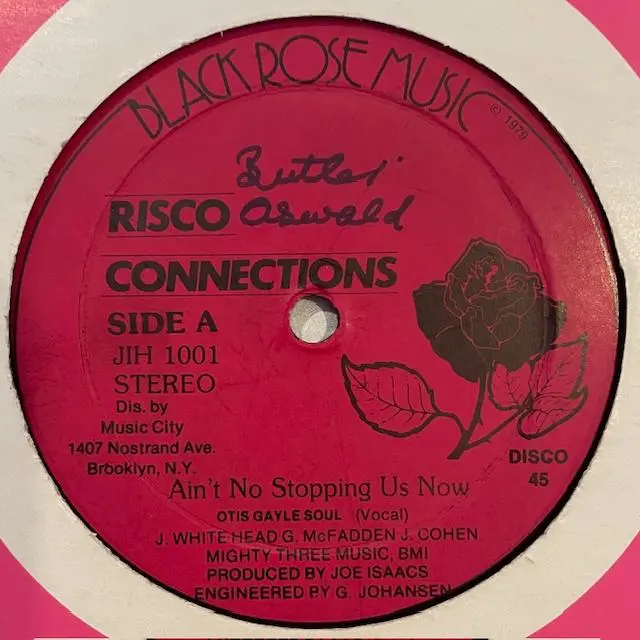 BLACK ROSE MUSIC
© 1979
Butler
RISCO Oswald
CONNECTIONS
SIDE A
JIH 1001
STEREO
Dis. by
Music City
1407 Nostrand Ave.
Brooklyn, N.Y.
DISCO
45
Ain't No Stopping Us Now
OTIS GAYLE SOUL (Vocal)
J. WHITE HEAD G. McFADDEN J. COHEN
MIGHTY THREE MUSIC, BMI
PRODUCED BY JOE ISAACS
ENGINEERED BY G. JOHANSEN